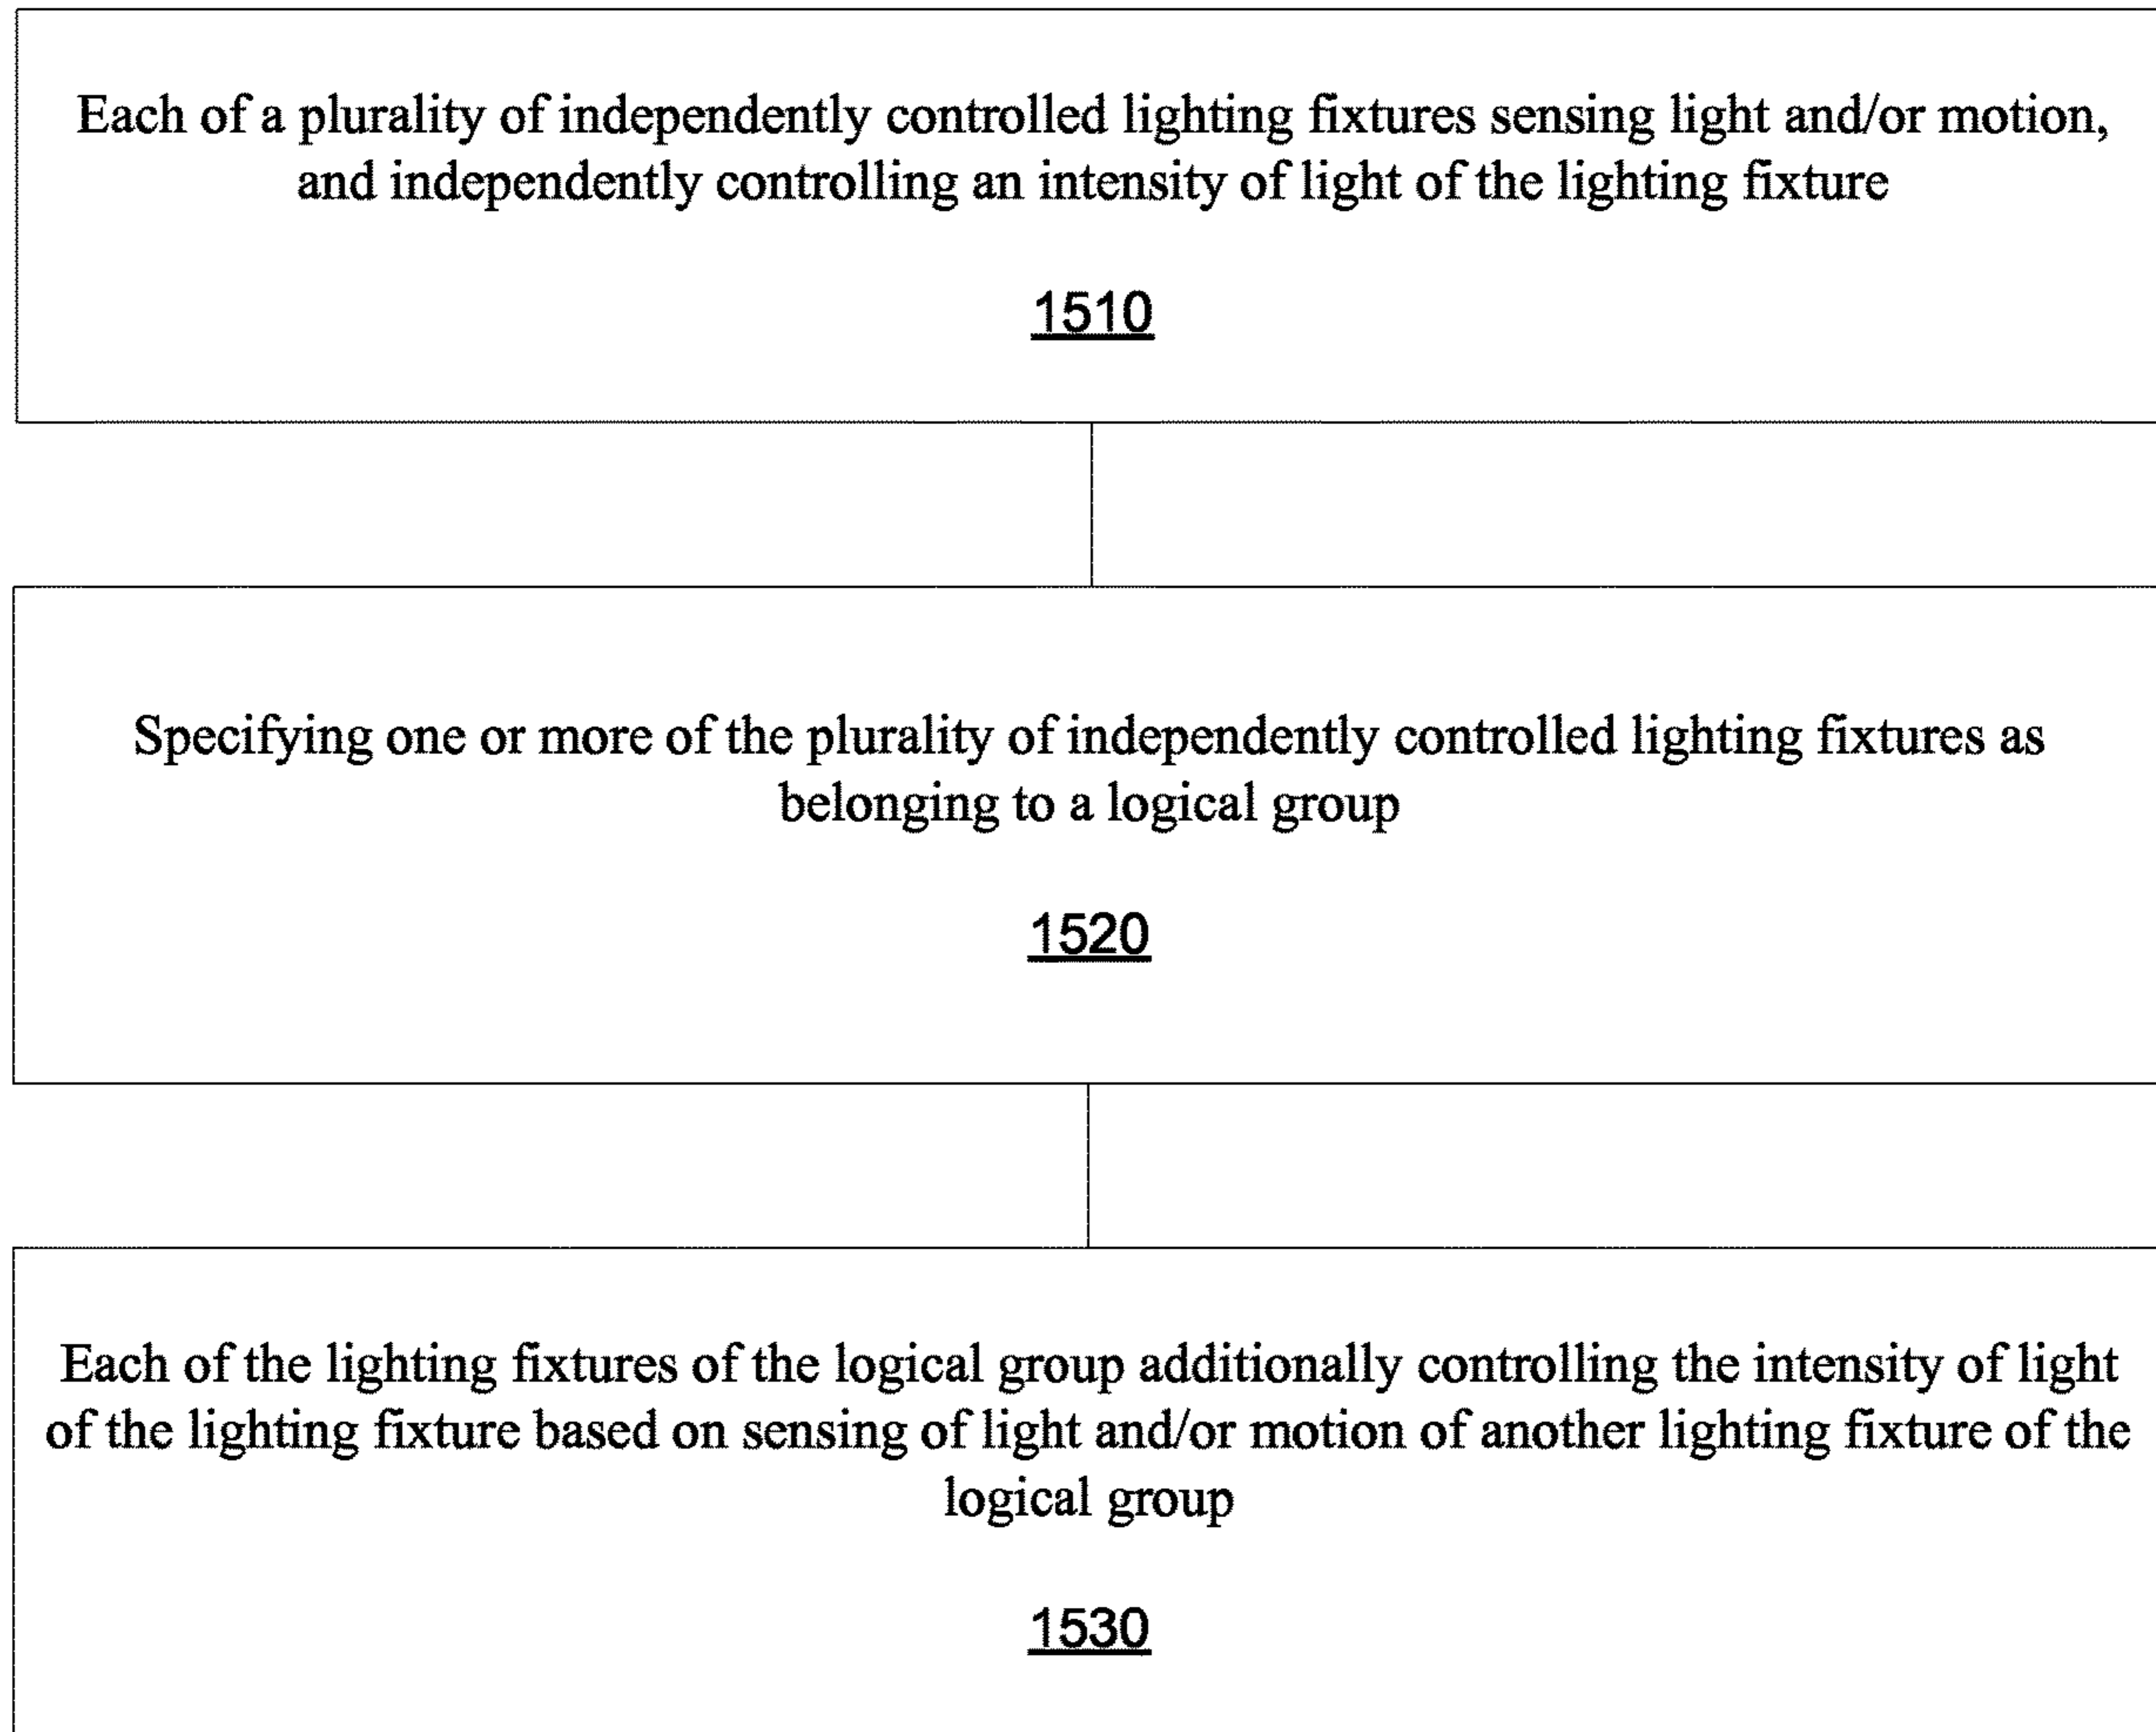 Each of a plurality of independently controlled lighting fixtures sensing light and/or motion,
and independently controlling an intensity of light of the lighting fixture
1510
Specifying one or more of the plurality of independently controlled lighting fixtures as
belonging to a logical group
1520
Each of the lighting fixtures of the logical group additionally controlling the intensity of light
of the lighting fixture based on sensing of light and/or motion of another lighting fixture of the
logical group
1530